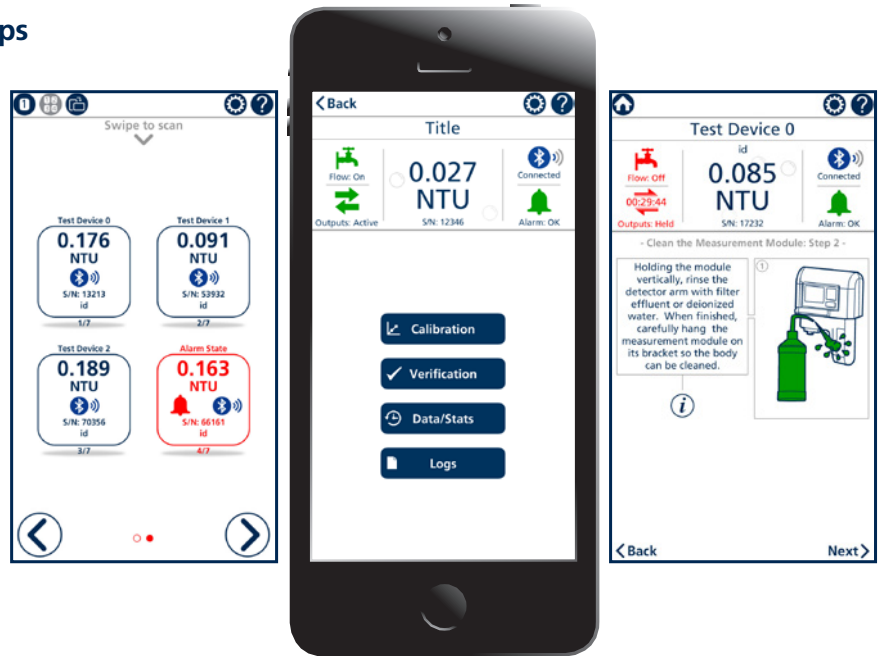 ps
1
Swipe to scan
Test Device 0
0.176
NTU
S/N: 13213
id
1/7
Test Device 1
0.091
NTU
S/N: 53932
id
2/7
Test Device 2
0.189
NTU
S/N: 70356
id
3/7
Alarm State
0.163
NTU
S/N: 66161
id
4/7
Back
?
Title
Flow: On
0.027
NTU
S/N: 12346
Connected
Outputs: Active
Alarm: OK
Calibration
Verification
Data/Stats
Logs
?
Test Device 0
id
Flow: Off
0.085
NTU
S/N: 17232
Connected
00:29:44
Outputs: Held
Alarm: OK
- Clean the Measurement Module: Step 2 -
Holding the module
vertically, rinse the
detector arm with filter
effluent or deionized
water. When finished,
carefully hang the
measurement module on
its bracket so the body
can be cleaned.
i
1
Back
Next